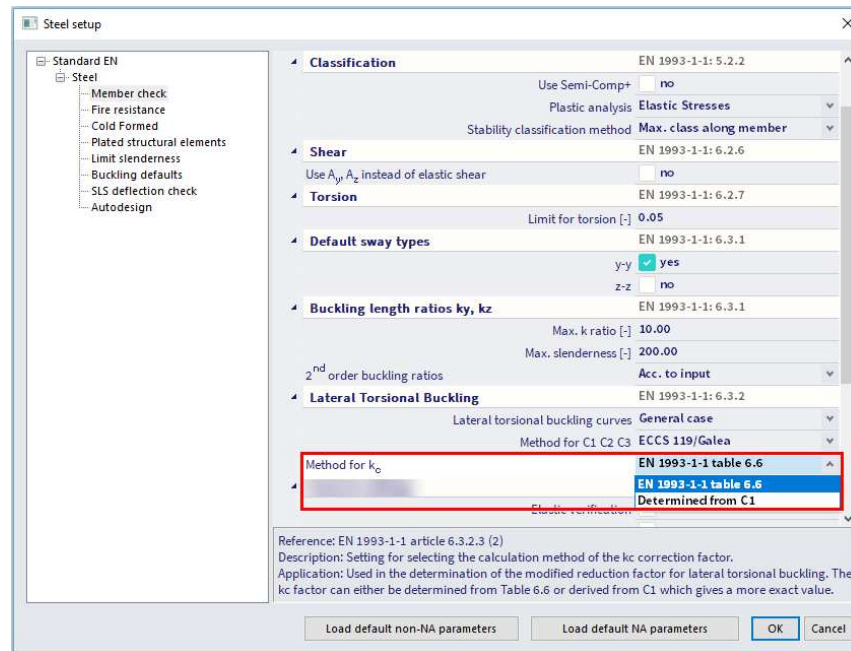 Steel setup
Standard EN
Steel
Member check
Fire resistance
Cold Formed
Plated structural elements
Limit slenderness
Buckling defaults
SLS deflection check
Autodesign
Classification EN 1993-1-1: 5.2.2
Use Semi-Comp+ no
Plastic analysis Elastic Stresses
Stability classification method Max. class along member
Shear EN 1993-1-1: 6.2.6
Use Ay, Az instead of elastic shear no
Torsion EN 1993-1-1: 6.2.7
Limit for torsion [-] 0.05
Default sway types EN 1993-1-1: 6.3.1
y-y yes
z-z no
Buckling length ratios ky, kz EN 1993-1-1: 6.3.1
Max. k ratio [-] 10.00
Max. slenderness [-] 200.00
2nd order buckling ratios Acc. to input
Lateral Torsional Buckling EN 1993-1-1: 6.3.2
Lateral torsional buckling curves General case
Method for C1 C2 C3 ECCS 119/Galea
Method for kc EN 1993-1-1 table 6.6
EN 1993-1-1 table 6.6
Determined from C1
Elastic verification
Reference: EN 1993-1-1 article 6.3.2.3 (2)
Description: Setting for selecting the calculation method of the kc correction factor.
Application: Used in the determination of the modified reduction factor for lateral torsional buckling. The
kc factor can either be determined from Table 6.6 or derived from C1 which gives a more exact value.
Load default non-NA parameters Load default NA parameters OK Cancel